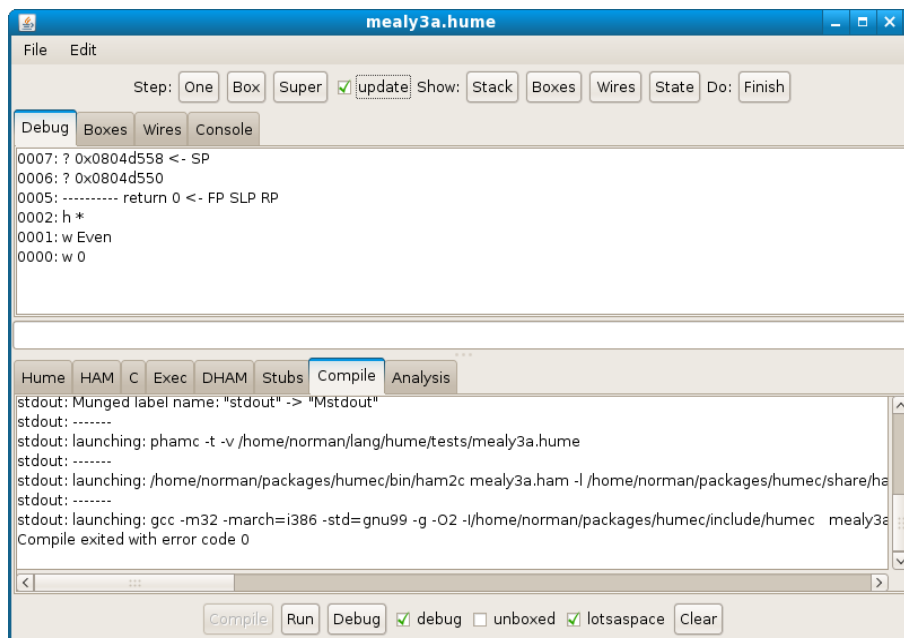 mealy3a.hume
File Edit
Step: One Box Super update Show: Stack Boxes Wires State Do: Finish
Debug Boxes Wires Console
0007: ? 0x0804d558 <- SP
0006: ? 0x0804d550
0005: ---------- return 0 <- FP SLP RP
0002: h *
0001: w Even
0000: w 0
Hume HAM C Exec DHAM Stubs Compile Analysis
stdout: Munged label name: "stdout" -> "Mstdout"
stdout: -------
stdout: launching: phamc -t -v /home/norman/lang/hume/tests/mealy3a.hume
stdout: -------
stdout: launching: /home/norman/packages/humec/bin/ham2c mealy3a.ham -l /home/norman/packages/humec/share/ha
stdout: -------
stdout: launching: gcc -m32 -march=i386 -std=gnu99 -g -O2 -I/home/norman/packages/humec/include/humec mealy3a
Compile exited with error code 0
Compile Run Debug debug unboxed lotsaspace Clear